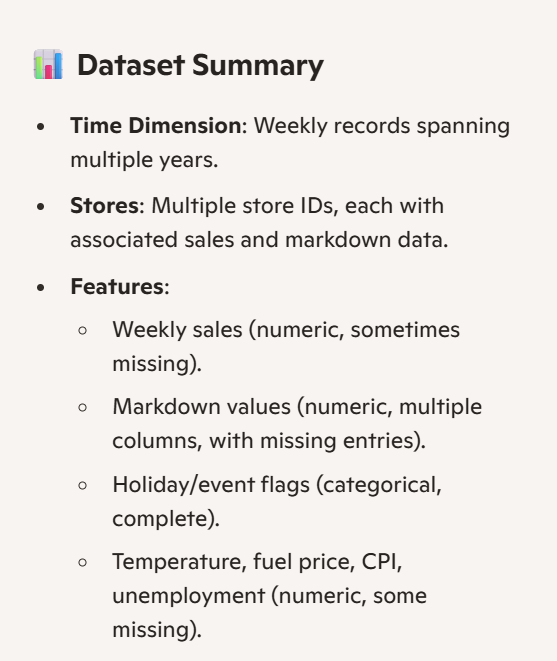 Dataset Summary
Time Dimension: Weekly records spanning
multiple years.
Stores: Multiple store IDs, each with
associated sales and markdown data.
Features:
Weekly sales (numeric, sometimes
missing).
Markdown values (numeric, multiple
columns, with missing entries).
Holiday/event flags (categorical,
complete).
Temperature, fuel price, CPI,
unemployment (numeric, some
missing).